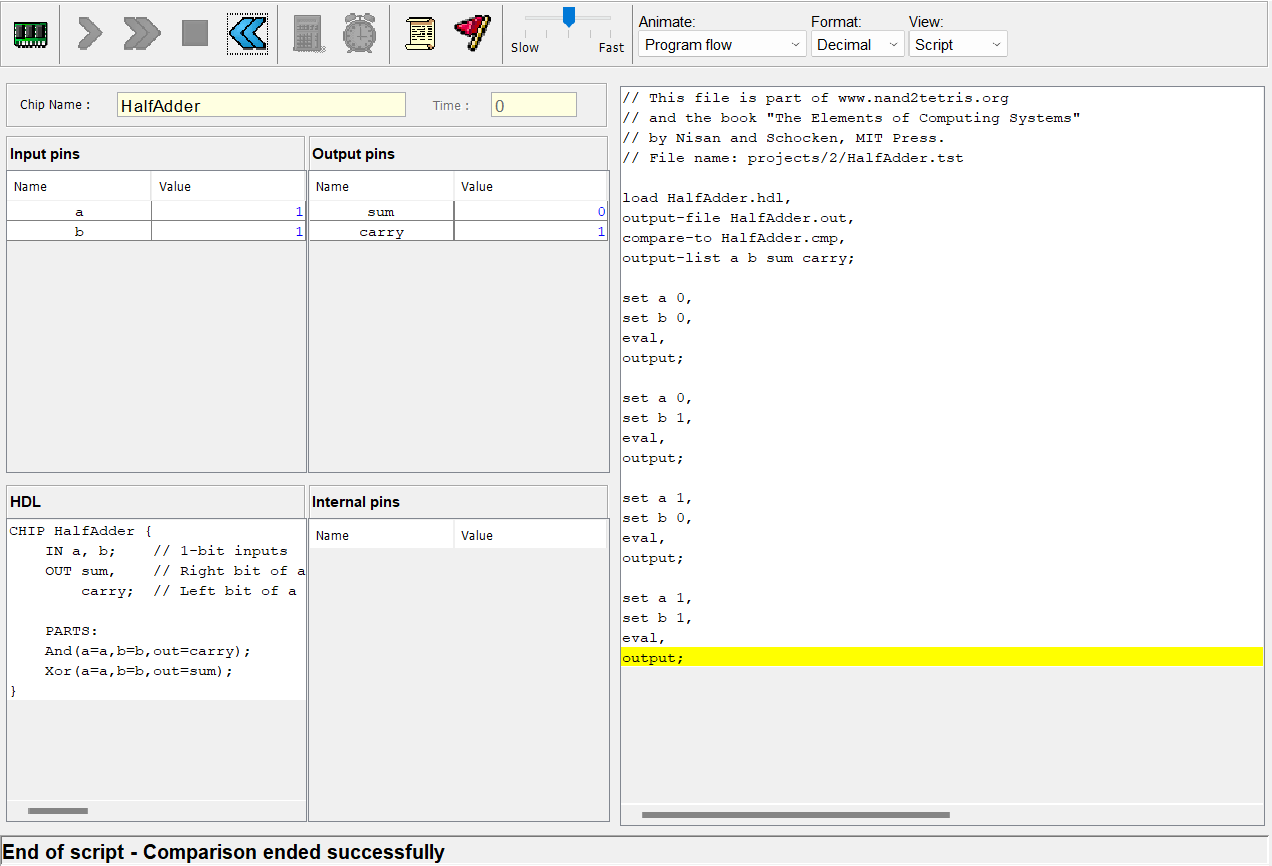 Slow
Fast
Animate:
Program flow
Format:
Decimal
View:
Script
Chip Name :
HalfAdder
Time :
0
Input pins
Name
Value
a
1
b
1
Output pins
Name
Value
sum
0
carry
1
HDL
CHIP HalfAdder {
IN a, b;    // 1-bit inputs
OUT sum,    // Right bit of a
carry;  // Left bit of a
PARTS:
And(a=a,b=b,out=carry);
Xor(a=a,b=b,out=sum);
}
Internal pins
Name
Value
// This file is part of www.nand2tetris.org
// and the book "The Elements of Computing Systems"
// by Nisan and Schocken, MIT Press.
// File name: projects/2/HalfAdder.tst
load HalfAdder.hdl,
output-file HalfAdder.out,
compare-to HalfAdder.cmp,
output-list a b sum carry;
set a 0,
set b 0,
eval,
output;
set a 0,
set b 1,
eval,
output;
set a 1,
set b 0,
eval,
output;
set a 1,
set b 1,
eval,
output;
End of script - Comparison ended successfully